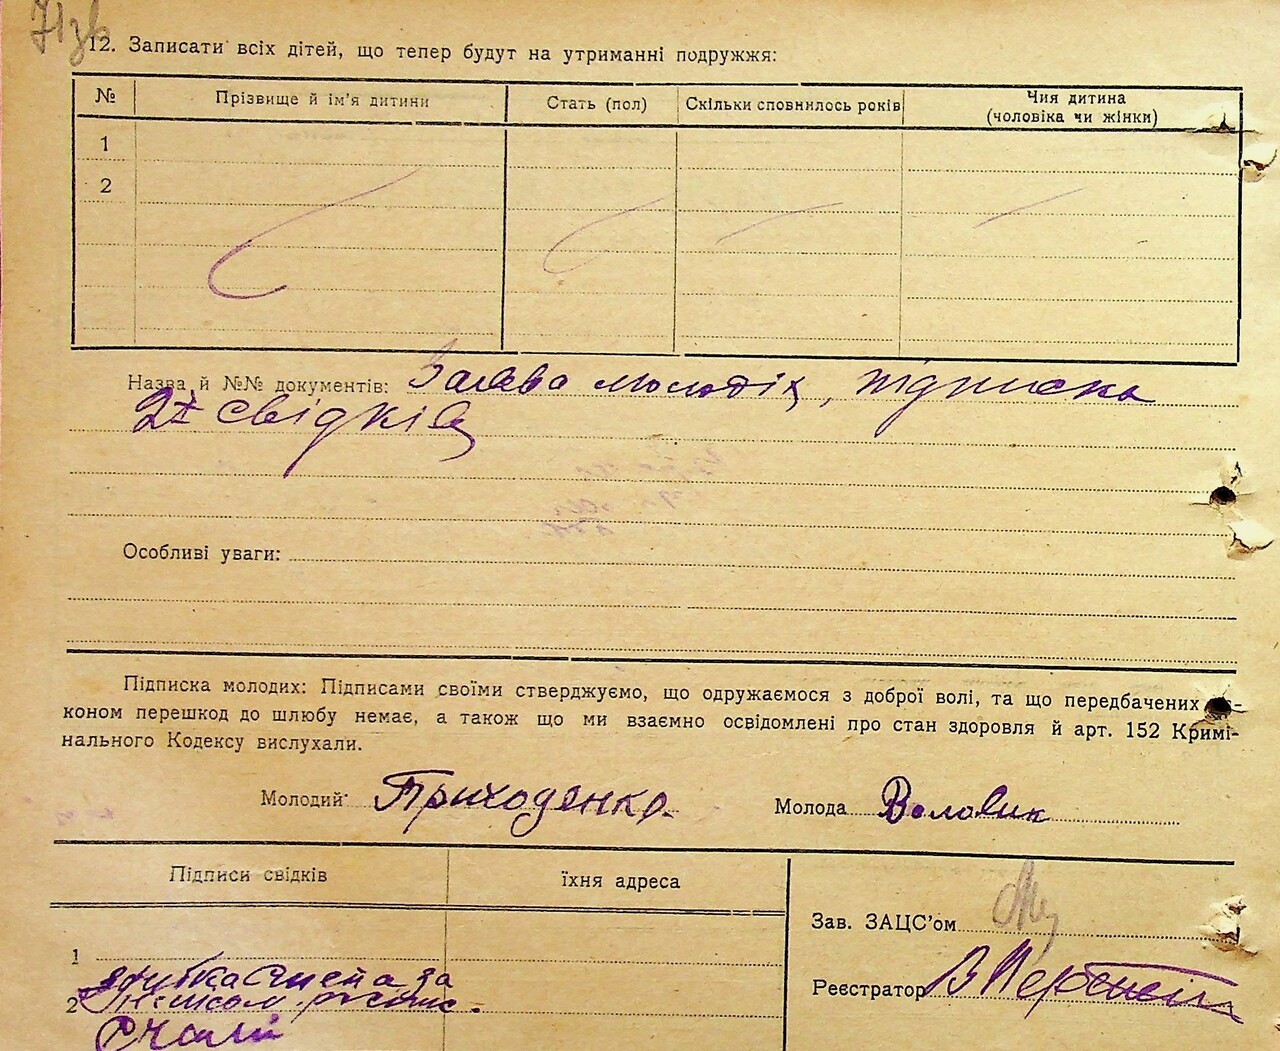 71зв
12. Записати всіх дітей, що тепер будут на утриманні подружжя:
№ Прізвище й ім'я дитини Стать (пол) Скільки сповнилось років Чия дитина
(чоловіка чи жінки)
1
2
Назва й №№ документів: Заява молодіх, підписка
2х свідків
Особливі уваги:
Підписка молодих: Підписами своїми стверджуємо, що одружаємося з доброї волі, та що передбачених
коном перешкод до шлюбу немає, а також що ми взаємно освідомлені про стан здоровля й арт. 152 Кримі-
нального Кодексу вислухали.
Молодий Приходенко Молода Воловик
Підписи свідків їхня адреса
Зав. ЗАЦС'ом
1
Реєстратор
2